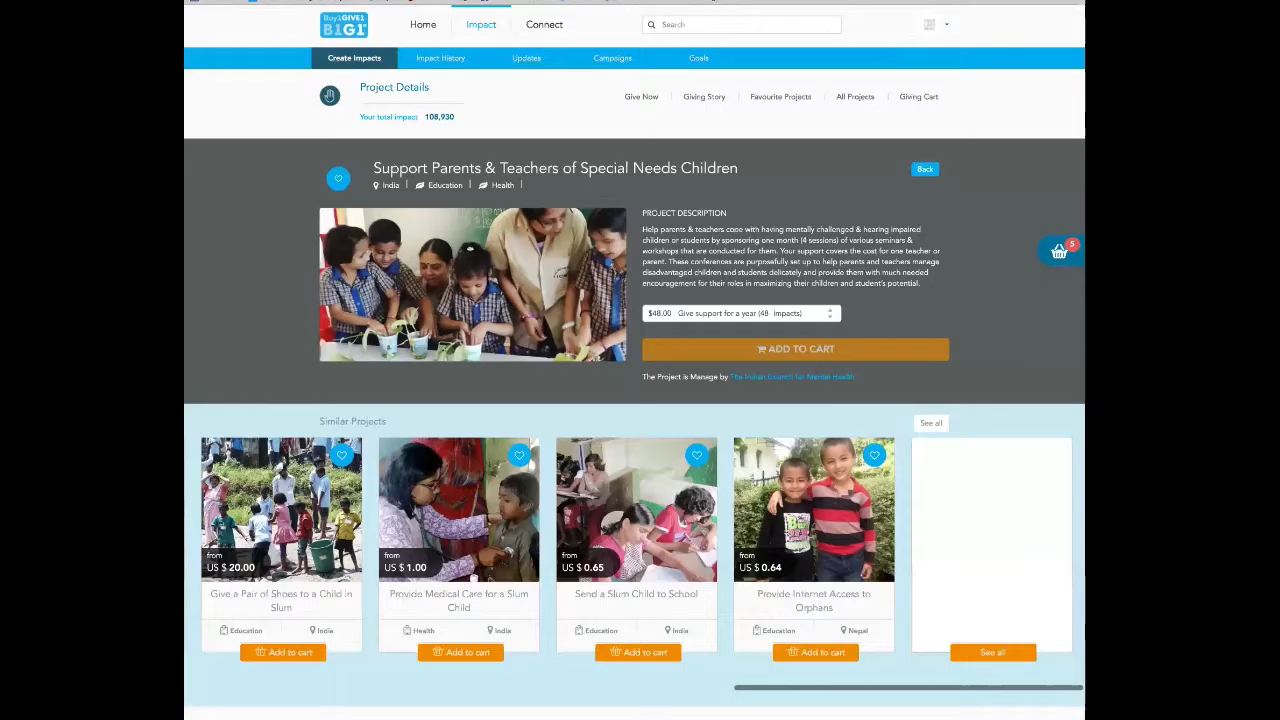 Buy1GIVE1
B1G1
Home
Impact
Connect
Search
Create Impacts
Impact History
Updates
Campaigns
Goals
Project Details
Your total impact 108,930
Give Now
Giving Story
Favourite Projects
All Projects
Giving Cart
Support Parents & Teachers of Special Needs Children
India
Education
Health
Back
PROJECT DESCRIPTION
Help parents & teachers cope with having mentally challenged & hearing impaired
children or students by sponsoring one month (4 sessions) of various seminars &
workshops that are conducted for them. Your support covers the cost for one teacher or
parent. These conferences are purposefully set up to help parents and teachers manage
disadvantaged children and students delicately and provide them with much needed
encouragement for their roles in maximizing their children and student's potential.
5
$48.00 Give support for a year (48 Impacts)
ADD TO CART
The Project is Manage by The Indian Council for Mental Health
Similar Projects
See all
from
US $ 20.00
Give a Pair of Shoes to a Child in
Slum
Education
India
Add to cart
from
US $ 1.00
Provide Medical Care for a Slum
Child
Health
India
Add to cart
from
US $ 0.65
Send a Slum Child to School
Education
India
Add to cart
from
US $ 0.64
Provide Internet Access to
Orphans
Education
Nepal
Add to cart
See all